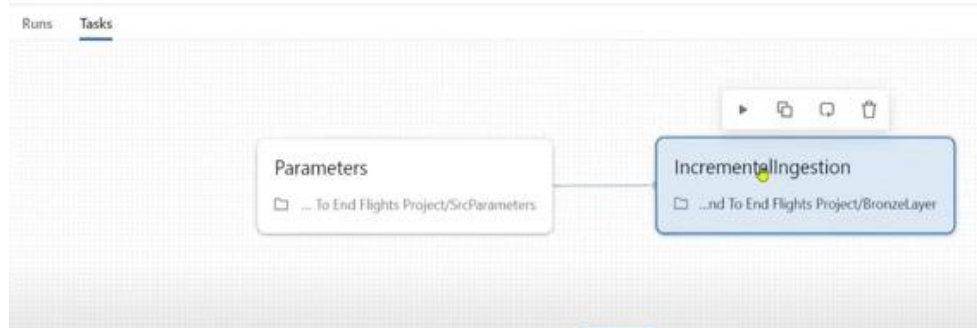 Runs Tasks
Parameters
... To End Flights Project/SrcParameters
IncrementalIngestion
...nd To End Flights Project/BronzeLayer